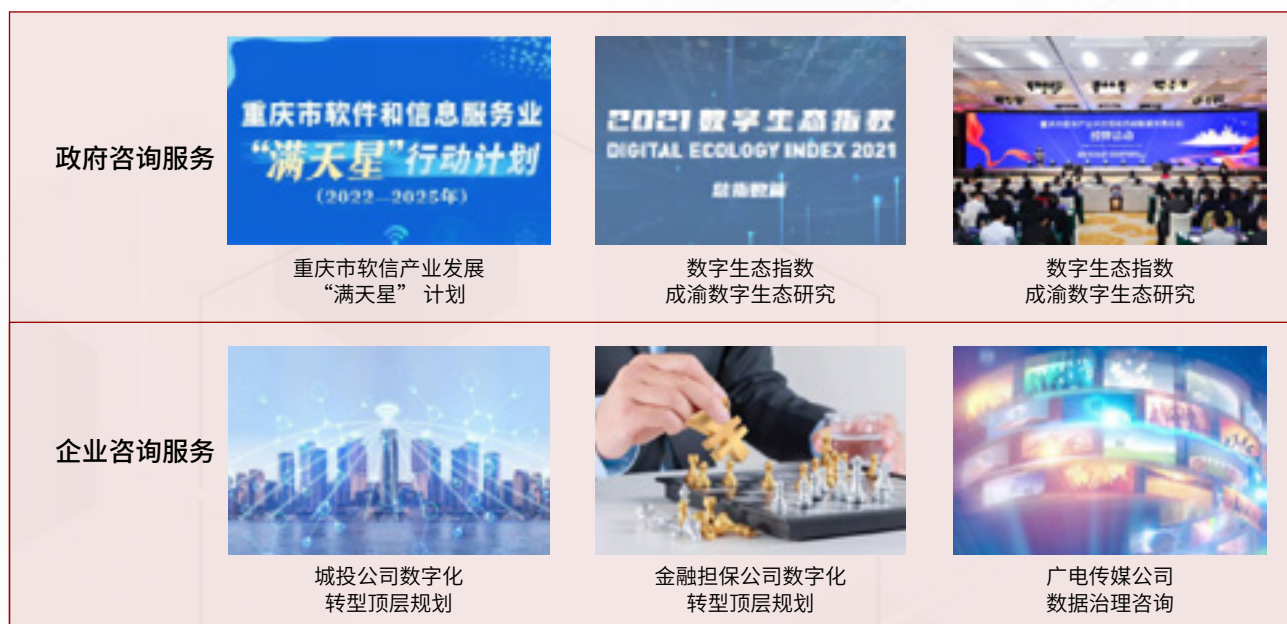 政府咨询服务
重庆市软件和信息服务业
“满天星”行动计划
(2022—2025年)
2021 数字生态指数
DIGITAL ECOLOGY INDEX 2021
总指数篇
重庆市软信产业发展
“满天星” 计划
数字生态指数
成渝数字生态研究
数字生态指数
成渝数字生态研究
企业咨询服务
城投公司数字化
转型顶层规划
金融担保公司数字化
转型顶层规划
广电传媒公司
数据治理咨询